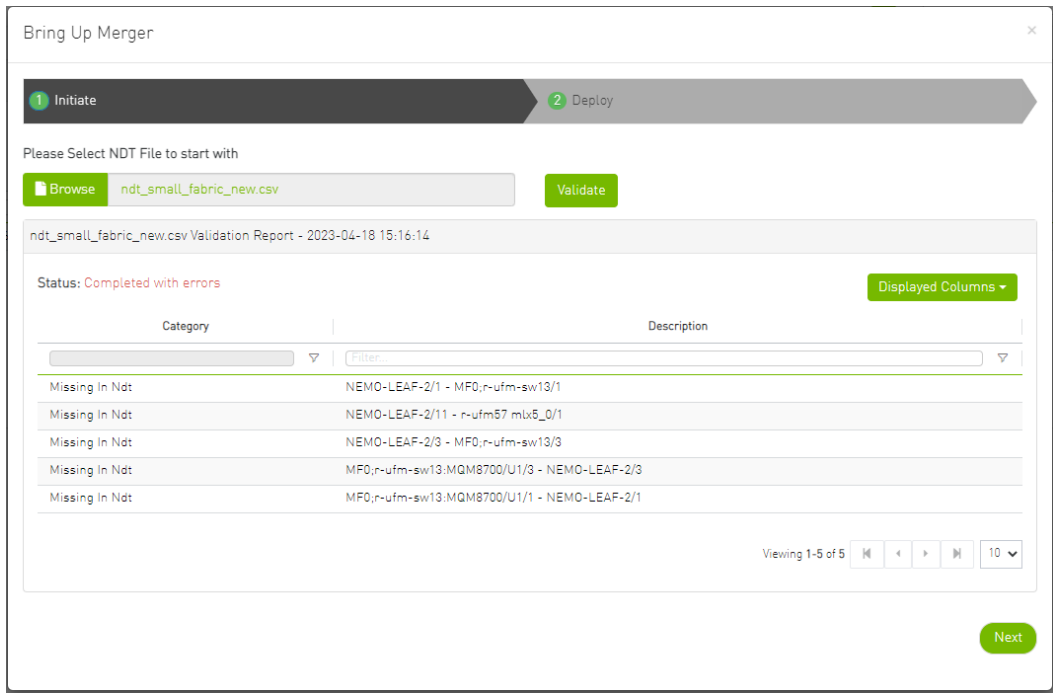 Bring Up Merger
×
1 Initiate
2 Deploy
Please Select NDT File to start with
Browse ndt_small_fabric_new.csv Validate
ndt_small_fabric_new.csv Validation Report - 2023-04-18 15:16:14
Status: Completed with errors Displayed Columns
Category Description
Filter...
Missing In Ndt NEMO-LEAF-2/1 - MF0;r-ufm-sw13/1
Missing In Ndt NEMO-LEAF-2/11 - r-ufm57 mlx5_0/1
Missing In Ndt NEMO-LEAF-2/3 - MF0;r-ufm-sw13/3
Missing In Ndt MF0;r-ufm-sw13:MQM8700/U1/3 - NEMO-LEAF-2/3
Missing In Ndt MF0;r-ufm-sw13:MQM8700/U1/1 - NEMO-LEAF-2/1
Viewing 1-5 of 5 10
Next